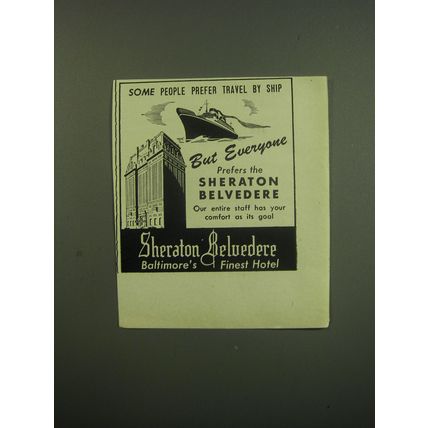 SOME PEOPLE PREFER TRAVEL BY SHIP
But Everyone
Prefers the
SHERATON
BELVEDERE
Our entire staff has your
comfort as its goal
Sheraton Belvedere
Baltimore's Finest Hotel